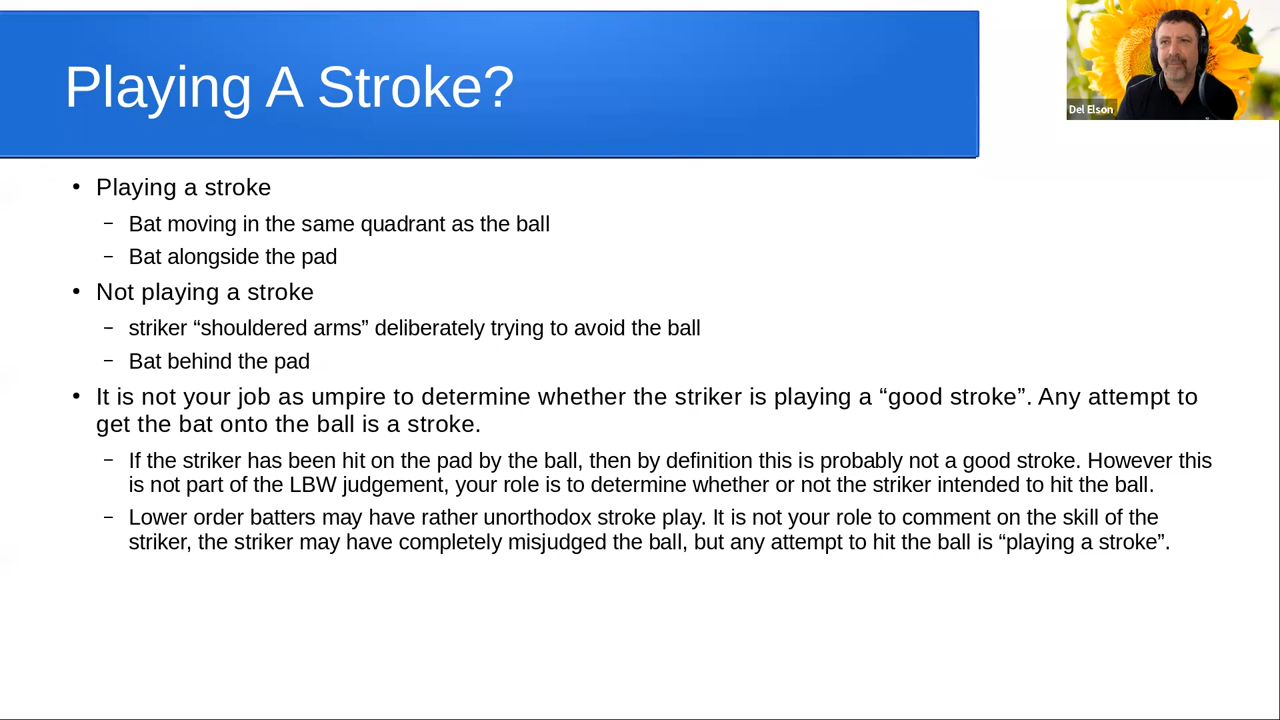 Playing A Stroke?
Del Elson
• Playing a stroke
– Bat moving in the same quadrant as the ball
– Bat alongside the pad
• Not playing a stroke
– striker “shouldered arms” deliberately trying to avoid the ball
– Bat behind the pad
• It is not your job as umpire to determine whether the striker is playing a “good stroke”. Any attempt to
get the bat onto the ball is a stroke.
– If the striker has been hit on the pad by the ball, then by definition this is probably not a good stroke. However this
is not part of the LBW judgement, your role is to determine whether or not the striker intended to hit the ball.
– Lower order batters may have rather unorthodox stroke play. It is not your role to comment on the skill of the
striker, the striker may have completely misjudged the ball, but any attempt to hit the ball is “playing a stroke”.